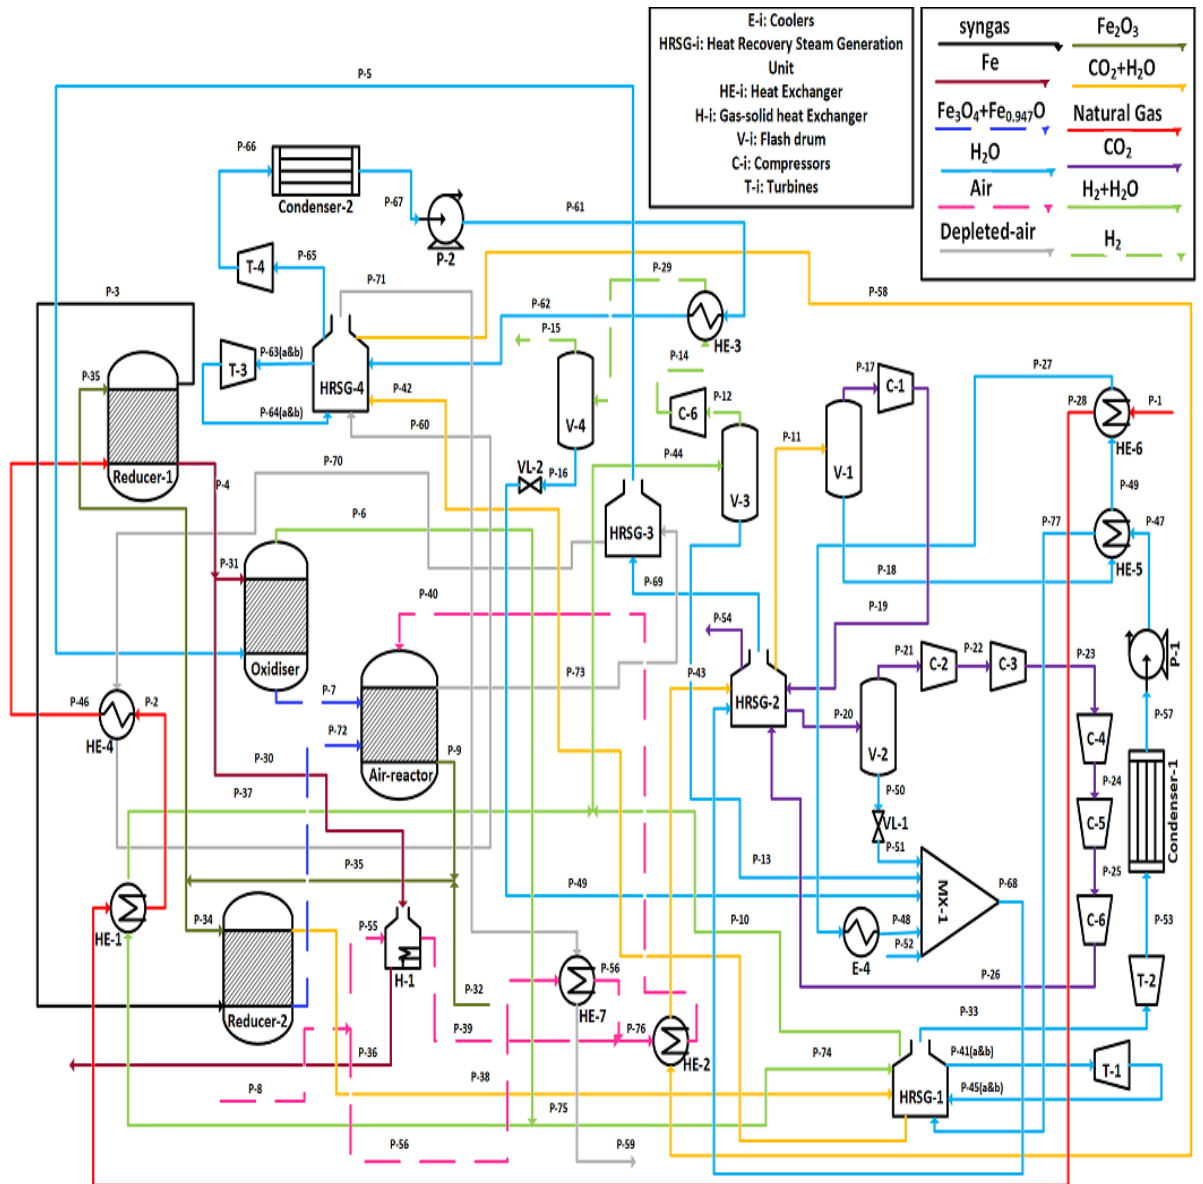 E-i: Coolers
HRSG-i: Heat Recovery Steam Generation
Unit
HE-i: Heat Exchanger
H-i: Gas-solid heat Exchanger
V-i: Flash drum
C-i: Compressors
T-i: Turbines
syngas
Fe₂O₃
Fe
CO₂+H₂O
Fe₃O₄+Fe₀.₉₄₇O
Natural Gas
H₂O
CO₂
Air
H₂+H₂O
Depleted-air
H₂
P-5
P-66
Condenser-2
P-67
P-2
P-61
T-4
P-65
P-71
P-29
P-58
P-3
P-62
P-15
HE-3
P-63(a&b)
T-3
HRSG-4
P-14
P-17
C-1
P-27
P-28
P-1
P-35
P-42
P-64(a&b)
C-6
P-12
V-4
P-60
P-11
HE-6
V-1
P-70
P-44
VL-2
P-16
Reducer-1
P-4
V-3
P-49
P-6
HRSG-3
P-77
P-47
HE-5
P-31
P-18
P-40
P-69
P-19
P-54
Oxidiser
P-73
P-43
P-21
C-2
P-22
C-3
P-23
P-1
P-46
P-2
P-7
HRSG-2
P-20
P-57
HE-4
P-72
V-2
C-4
P-9
P-30
Air-reactor
P-24
P-50
P-37
VL-1
C-5
Condenser-1
P-51
P-35
P-13
P-49
MX-1
P-25
P-68
P-34
P-55
P-10
P-48
C-6
P-53
HE-1
P-52
E-4
P-56
H-1
P-26
T-2
P-32
HE-7
Reducer-2
P-39
P-76
P-33
P-36
HE-2
P-74
P-41(a&b)
T-1
P-38
P-45(a&b)
P-8
HRSG-1
P-75
P-56
P-59